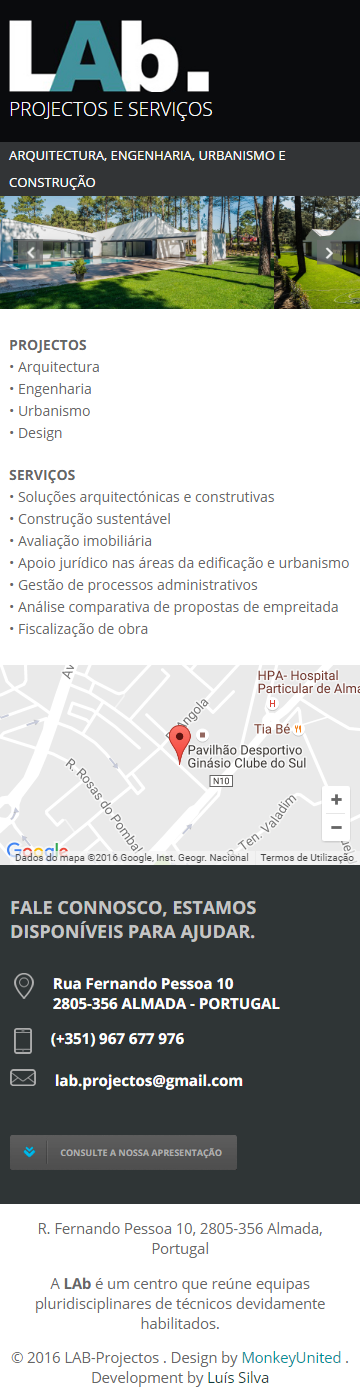 LAb.
PROJECTOS E SERVIÇOS
ARQUITECTURA, ENGENHARIA, URBANISMO E
CONSTRUÇÃO
PROJECTOS
• Arquitectura
• Engenharia
• Urbanismo
• Design
SERVIÇOS
• Soluções arquitectónicas e construtivas
• Construção sustentável
• Avaliação imobiliária
• Apoio jurídico nas áreas da edificação e urbanismo
• Gestão de processos administrativos
• Análise comparativa de propostas de empreitada
• Fiscalização de obra
HPA- Hospital
Particular de Alma
H
Av
Angola
Tia Bé
Pavilhão Desportivo
Ginásio Clube do Sul
N10
R. Rosas do Pombal
R. Ten. Valadim
+
−
Google
Dados do mapa ©2016 Google, Inst. Geogr. Nacional
Termos de Utilização
FALE CONNOSCO, ESTAMOS
DISPONÍVEIS PARA AJUDAR.
Rua Fernando Pessoa 10
2805-356 ALMADA - PORTUGAL
(+351) 967 677 976
lab.projectos@gmail.com
CONSULTE A NOSSA APRESENTAÇÃO
R. Fernando Pessoa 10, 2805-356 Almada,
Portugal
A LAb é um centro que reúne equipas
pluridisciplinares de técnicos devidamente
habilitados.
© 2016 LAB-Projectos . Design by MonkeyUnited .
Development by Luís Silva